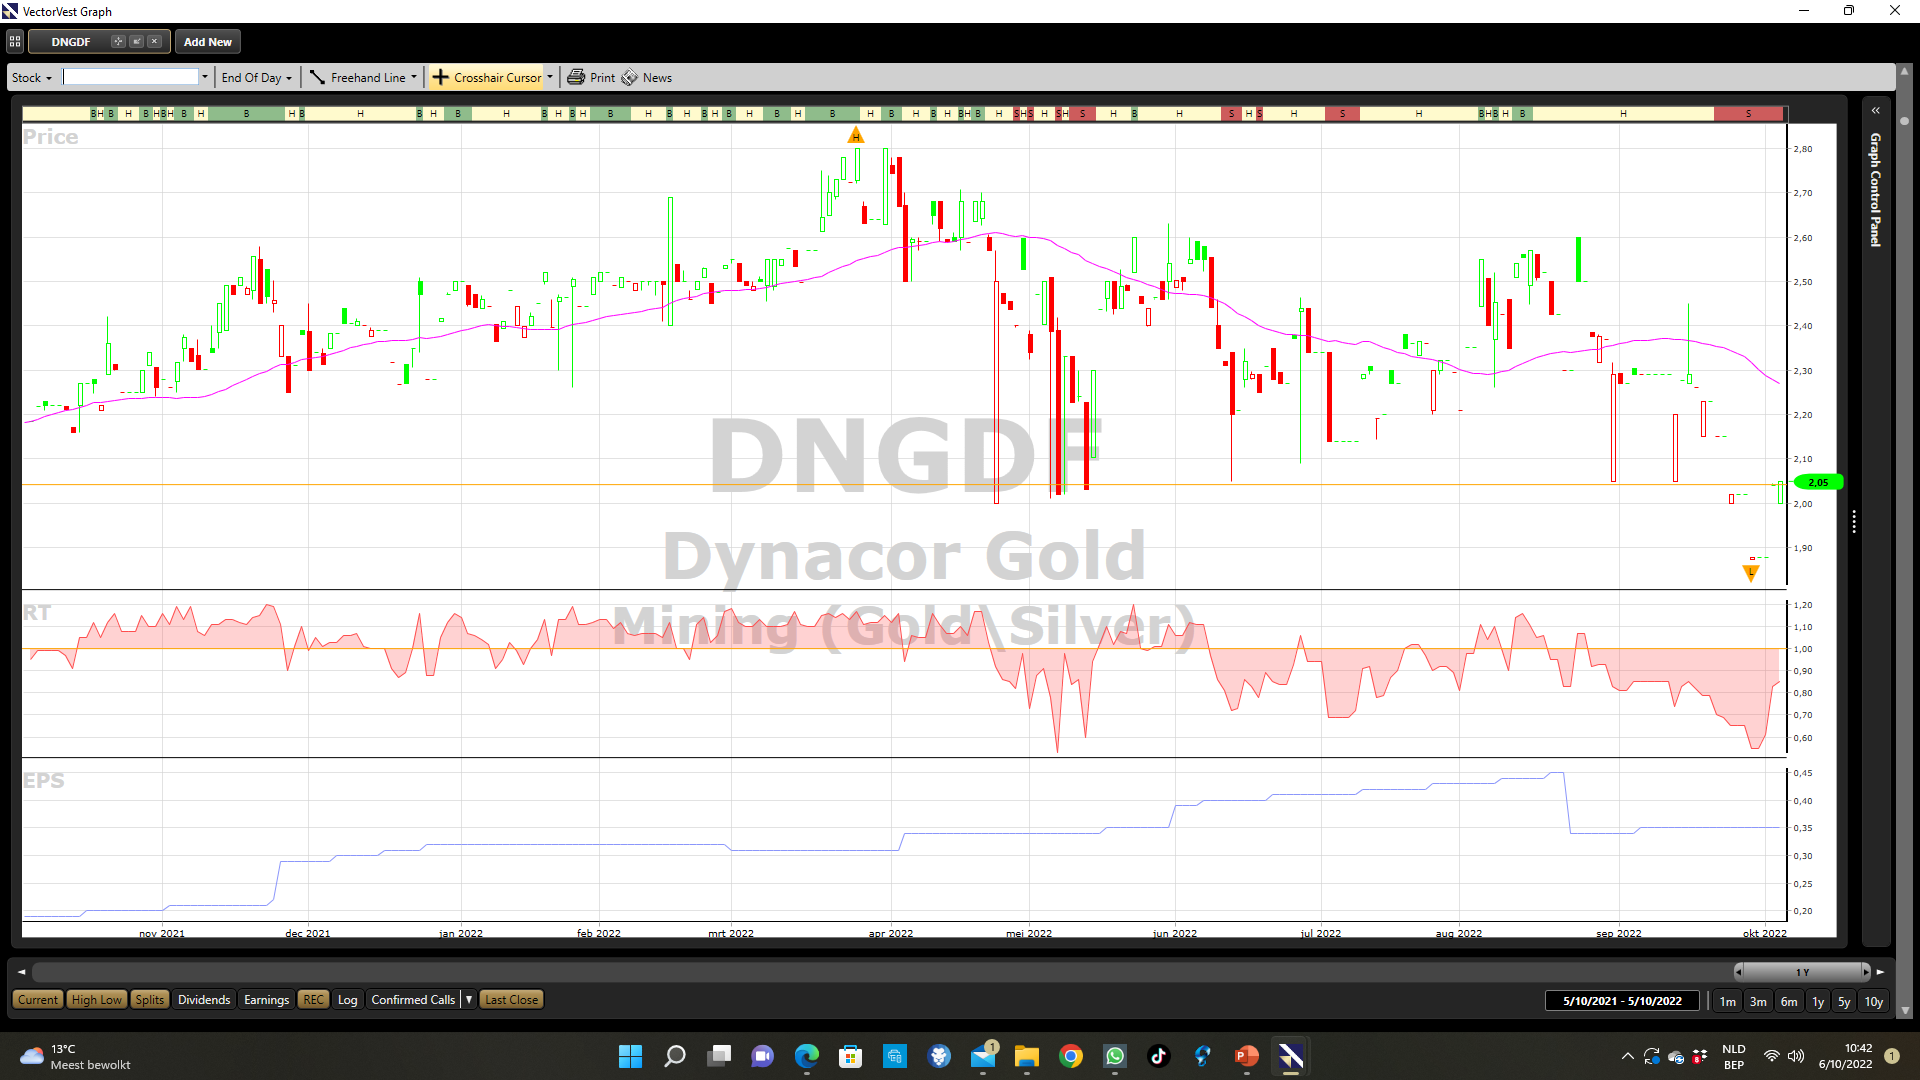 VectorVest Graph
DNGDF Add New
Stock End Of Day Freehand Line Crosshair Cursor Print News
B H B H B H B H B H B H B H B H B H B H B H B H B H B H B H B H B H B H B H B H B H S H S H S H S H B H S H S H S H B H B H B H S
Price
H
2,80
2,70
2,60
2,50
2,40
2,30
2,20
2,10
2,05
2,00
1,90
L
DNGDF
Dynacor Gold
Mining (Gold\Silver)
RT
1,20
1,10
1,00
0,90
0,80
0,70
0,60
EPS
0,45
0,40
0,35
0,30
0,25
0,20
nov 2021 dec 2021 jan 2022 feb 2022 mrt 2022 apr 2022 mei 2022 jun 2022 jul 2022 aug 2022 sep 2022 okt 2022
Graph Control Panel
1 Y
Current High Low Splits Dividends Earnings REC Log Confirmed Calls Last Close
5/10/2021 - 5/10/2022 1m 3m 6m 1y 5y 10y
13°C
Meest bewolkt
1
NLD
BEP
10:42
6/10/2022
1